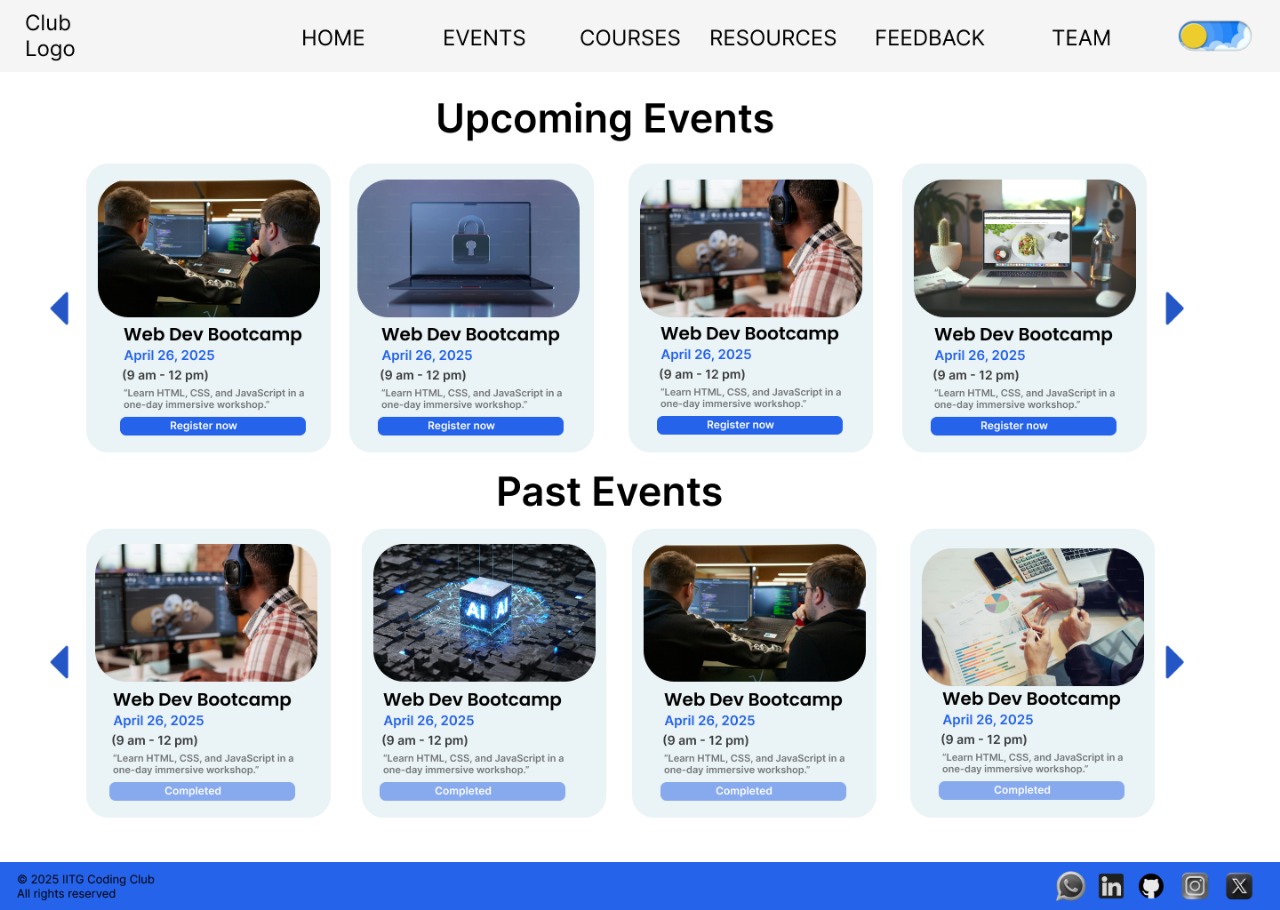 Club
Logo
HOME
EVENTS
COURSES
RESOURCES
FEEDBACK
TEAM
Upcoming Events
Web Dev Bootcamp
April 26, 2025
(9 am - 12 pm)
"Learn HTML, CSS, and JavaScript in a
one-day immersive workshop."
Register now
Web Dev Bootcamp
April 26, 2025
(9 am - 12 pm)
"Learn HTML, CSS, and JavaScript in a
one-day immersive workshop."
Register now
Web Dev Bootcamp
April 26, 2025
(9 am - 12 pm)
"Learn HTML, CSS, and JavaScript in a
one-day immersive workshop."
Register now
Web Dev Bootcamp
April 26, 2025
(9 am - 12 pm)
"Learn HTML, CSS, and JavaScript in a
one-day immersive workshop."
Register now
Past Events
Web Dev Bootcamp
April 26, 2025
(9 am - 12 pm)
"Learn HTML, CSS, and JavaScript in a
one-day immersive workshop."
Completed
AI AI
Web Dev Bootcamp
April 26, 2025
(9 am - 12 pm)
"Learn HTML, CSS, and JavaScript in a
one-day immersive workshop."
Completed
Web Dev Bootcamp
April 26, 2025
(9 am - 12 pm)
"Learn HTML, CSS, and JavaScript in a
one-day immersive workshop."
Completed
Web Dev Bootcamp
April 26, 2025
(9 am - 12 pm)
"Learn HTML, CSS, and JavaScript in a
one-day immersive workshop."
Completed
© 2025 IITG Coding Club
All rights reserved
in
X